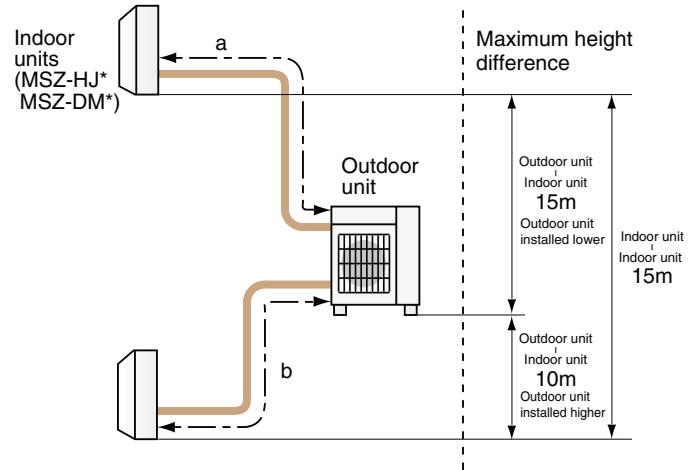 Indoor
units
(MSZ-HJ*
MSZ-DM*)
a
Outdoor
unit
b
Maximum height
difference
Outdoor unit
Indoor unit
15m
Outdoor unit
installed lower
Indoor unit
Indoor unit
15m
Outdoor unit
Indoor unit
10m
Outdoor unit
installed higher